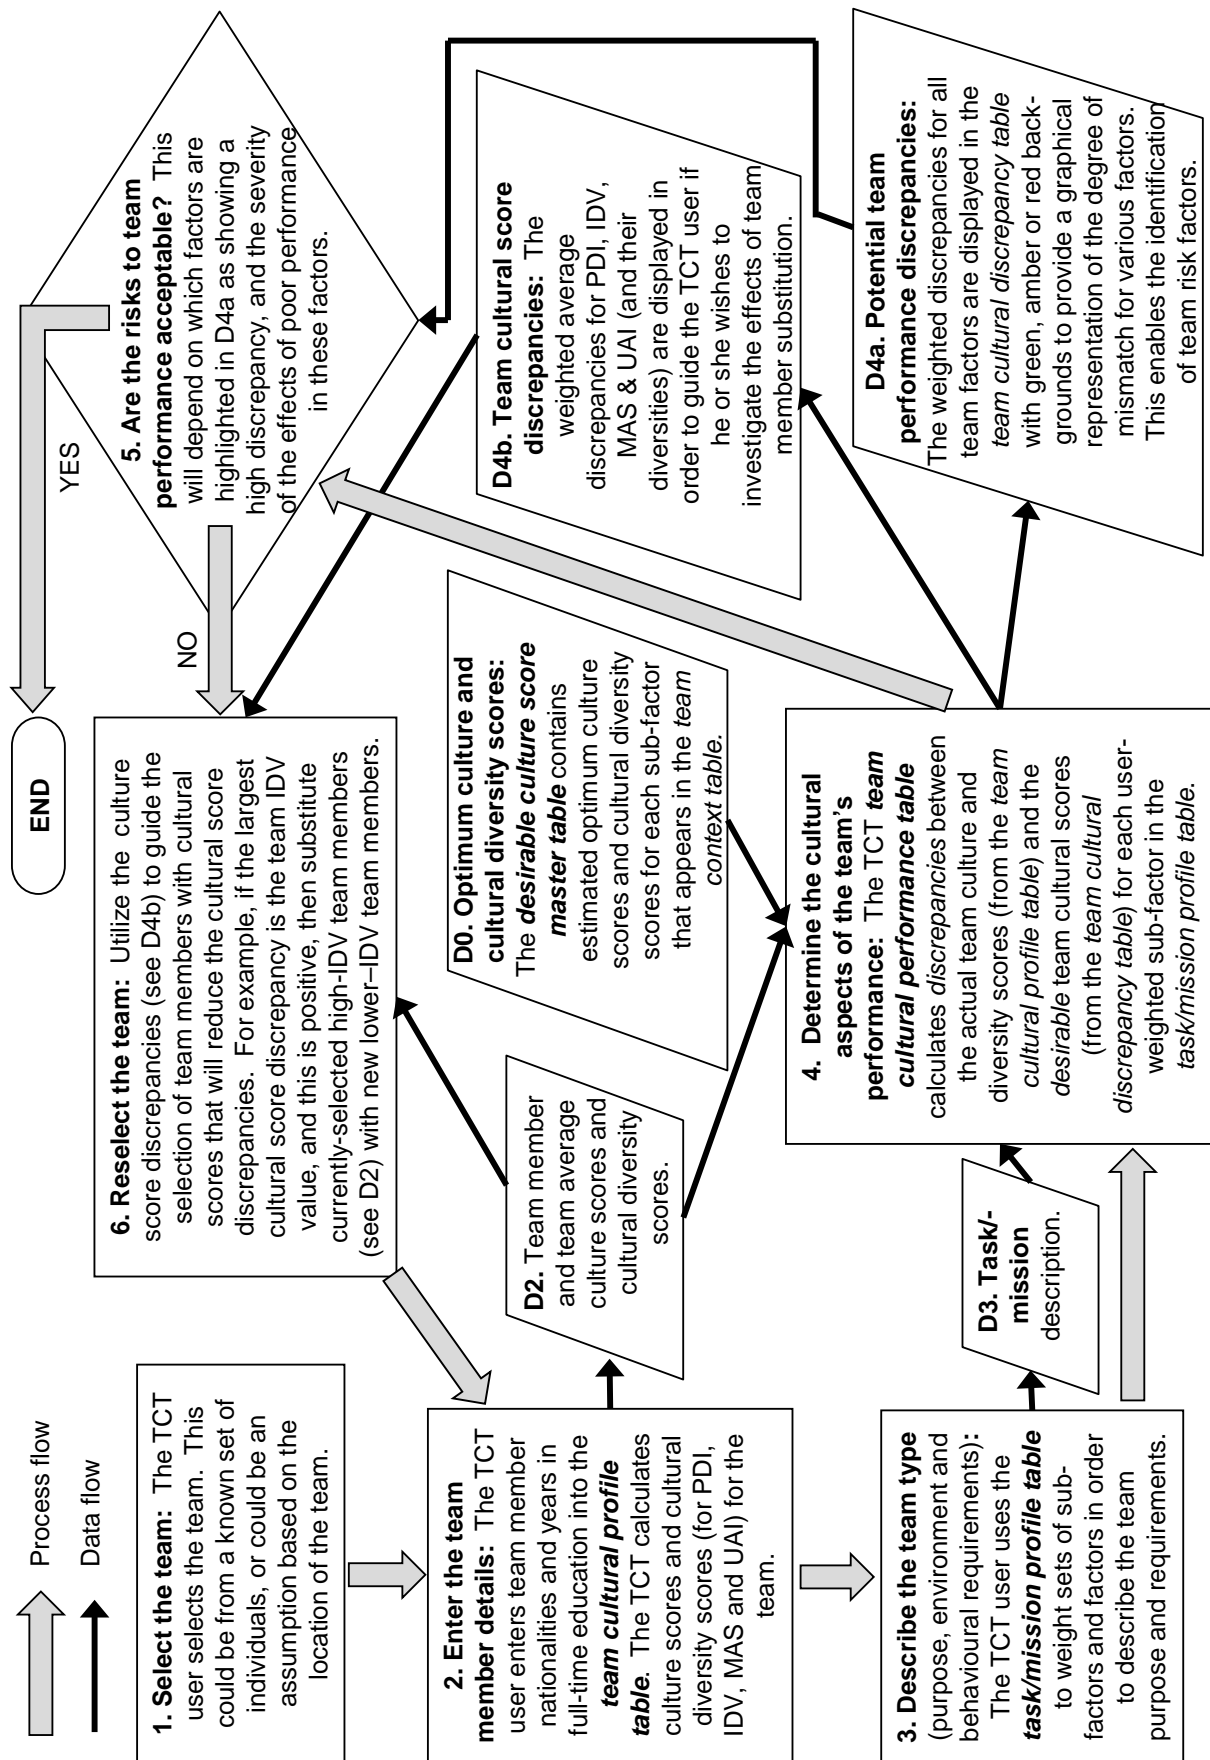 Process flow
Data flow
1. Select the team: The TCT
user selects the team. This
could be from a known set of
individuals, or could be an
assumption based on the
location of the team.
2. Enter the team
member details: The TCT
user enters team member
nationalities and years in
full-time education into the
team cultural profile
table. The TCT calculates
culture scores and cultural
diversity scores (for PDI,
IDV, MAS and UAI) for the
team.
3. Describe the team type
(purpose, environment and
behavioural requirements):
The TCT user uses the
task/mission profile table
to weight sets of sub-
factors and factors in order
to describe the team
purpose and requirements.
D2. Team member
and team average
culture scores and
cultural diversity
scores.
D3. Task/-
mission
description.
D0. Optimum culture and
cultural diversity scores:
The desirable culture score
master table contains
estimated optimum culture
scores and cultural diversity
scores for each sub-factor
that appears in the team
context table.
4. Determine the cultural
aspects of the team’s
performance: The TCT team
cultural performance table
calculates discrepancies between
the actual team culture and
diversity scores (from the team
cultural profile table) and the
desirable team cultural scores
(from the team cultural
discrepancy table) for each user-
weighted sub-factor in the
task/mission profile table.
D4a. Potential team
performance discrepancies:
The weighted discrepancies for all
team factors are displayed in the
team cultural discrepancy table
with green, amber or red back-
grounds to provide a graphical
representation of the degree of
mismatch for various factors.
This enables the identification
of team risk factors.
D4b. Team cultural score
discrepancies: The
weighted average
discrepancies for PDI, IDV,
MAS & UAI (and their
diversities) are displayed in
order to guide the TCT user if
he or she wishes to
investigate the effects of team
member substitution.
5. Are the risks to team
performance acceptable? This
will depend on which factors are
highlighted in D4a as showing a
high discrepancy, and the severity
of the effects of poor performance
in these factors.
YES
NO
END
6. Reselect the team: Utilize the culture
score discrepancies (see D4b) to guide the
selection of team members with cultural
scores that will reduce the cultural score
discrepancies. For example, if the largest
cultural score discrepancy is the team IDV
value, and this is positive, then substitute
currently-selected high-IDV team members
(see D2) with new lower–IDV team members.